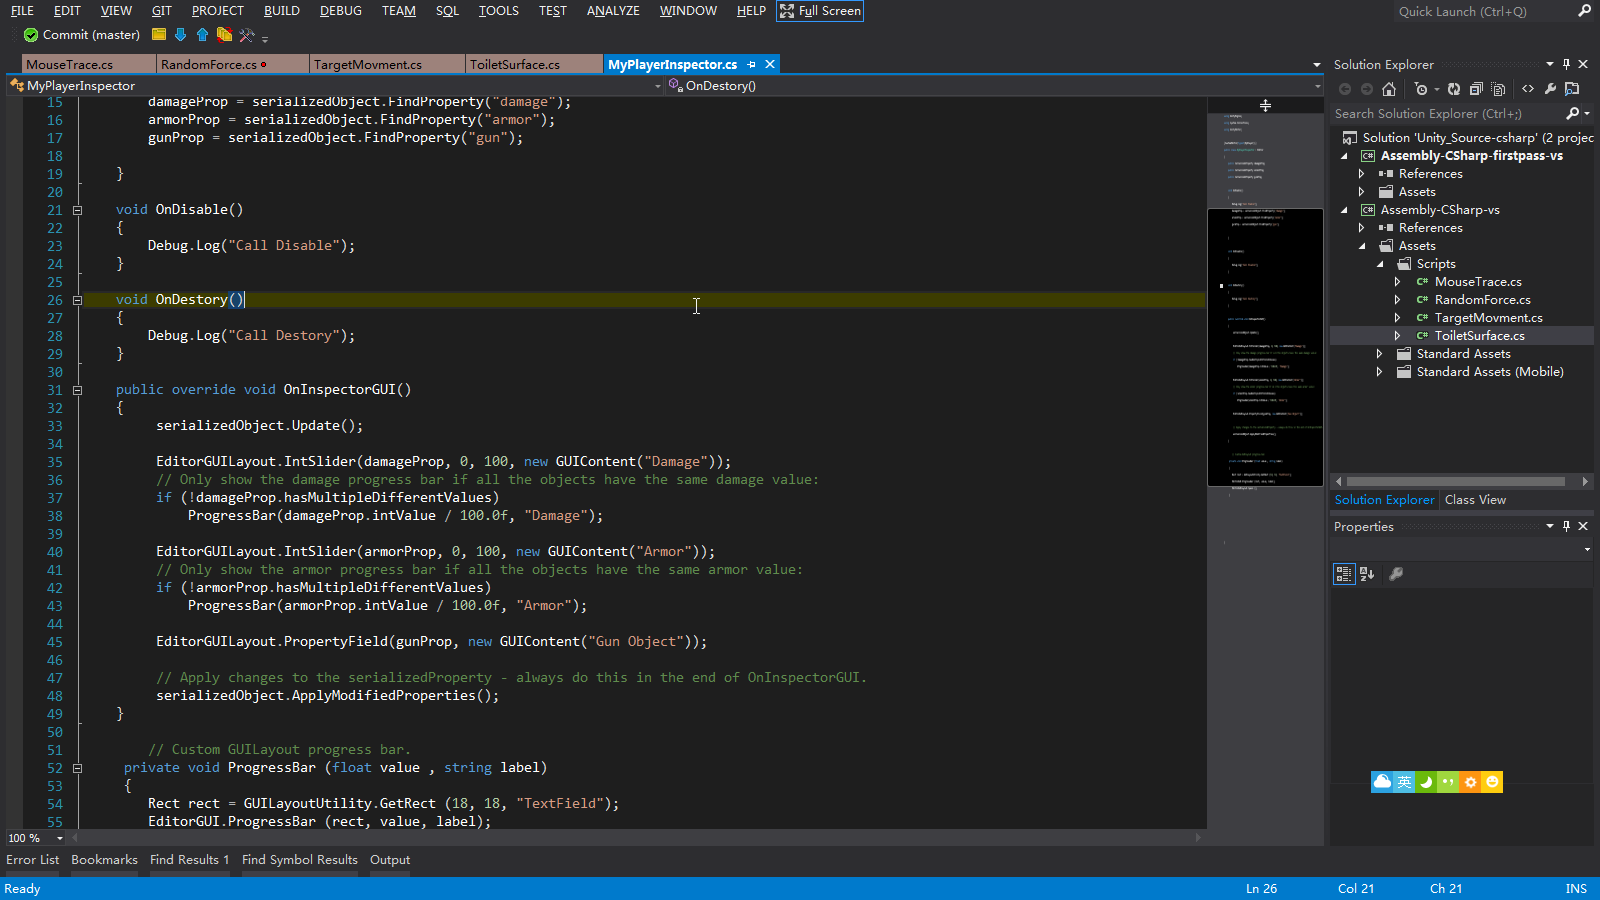 FILE EDIT VIEW GIT PROJECT BUILD DEBUG TEAM SQL TOOLS TEST ANALYZE WINDOW HELP Full Screen
Quick Launch (Ctrl+Q)
Commit (master)
MouseTrace.cs RandomForce.cs TargetMovment.cs ToiletSurface.cs MyPlayerInspector.cs
MyPlayerInspector OnDestory()
15 damageProp = serializedObject.FindProperty("damage");
16 armorProp = serializedObject.FindProperty("armor");
17 gunProp = serializedObject.FindProperty("gun");
18
19 }
20
21 void OnDisable()
22 {
23 Debug.Log("Call Disable");
24 }
25
26 void OnDestory()
27 {
28 Debug.Log("Call Destory");
29 }
30
31 public override void OnInspectorGUI()
32 {
33 serializedObject.Update();
34
35 EditorGUILayout.IntSlider(damageProp, 0, 100, new GUIContent("Damage"));
36 // Only show the damage progress bar if all the objects have the same damage value:
37 if (!damageProp.hasMultipleDifferentValues)
38 ProgressBar(damageProp.intValue / 100.0f, "Damage");
39
40 EditorGUILayout.IntSlider(armorProp, 0, 100, new GUIContent("Armor"));
41 // Only show the armor progress bar if all the objects have the same armor value:
42 if (!armorProp.hasMultipleDifferentValues)
43 ProgressBar(armorProp.intValue / 100.0f, "Armor");
44
45 EditorGUILayout.PropertyField(gunProp, new GUIContent("Gun Object"));
46
47 // Apply changes to the serializedProperty - always do this in the end of OnInspectorGUI.
48 serializedObject.ApplyModifiedProperties();
49 }
50
51 // Custom GUILayout progress bar.
52 private void ProgressBar (float value , string label)
53 {
54 Rect rect = GUILayoutUtility.GetRect (18, 18, "TextField");
55 EditorGUI.ProgressBar (rect, value, label);
100 %
Solution Explorer
Search Solution Explorer (Ctrl+;)
Solution 'Unity_Source-csharp' (2 projec
C# Assembly-CSharp-firstpass-vs
References
Assets
C# Assembly-CSharp-vs
References
Assets
Scripts
C# MouseTrace.cs
C# RandomForce.cs
C# TargetMovment.cs
C# ToiletSurface.cs
Standard Assets
Standard Assets (Mobile)
Solution Explorer Class View
Properties
英
Error List Bookmarks Find Results 1 Find Symbol Results Output
Ready Ln 26 Col 21 Ch 21 INS